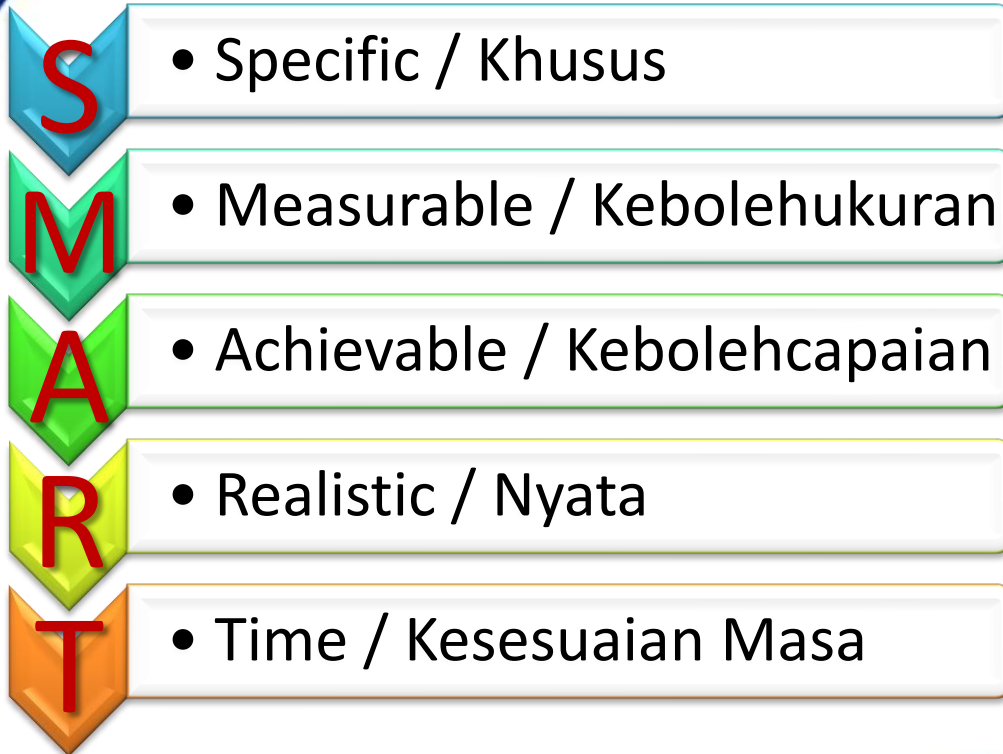 S • Specific / Khusus
M • Measurable / Kebolehukuran
A • Achievable / Kebolehcapaian
R • Realistic / Nyata
T • Time / Kesesuaian Masa